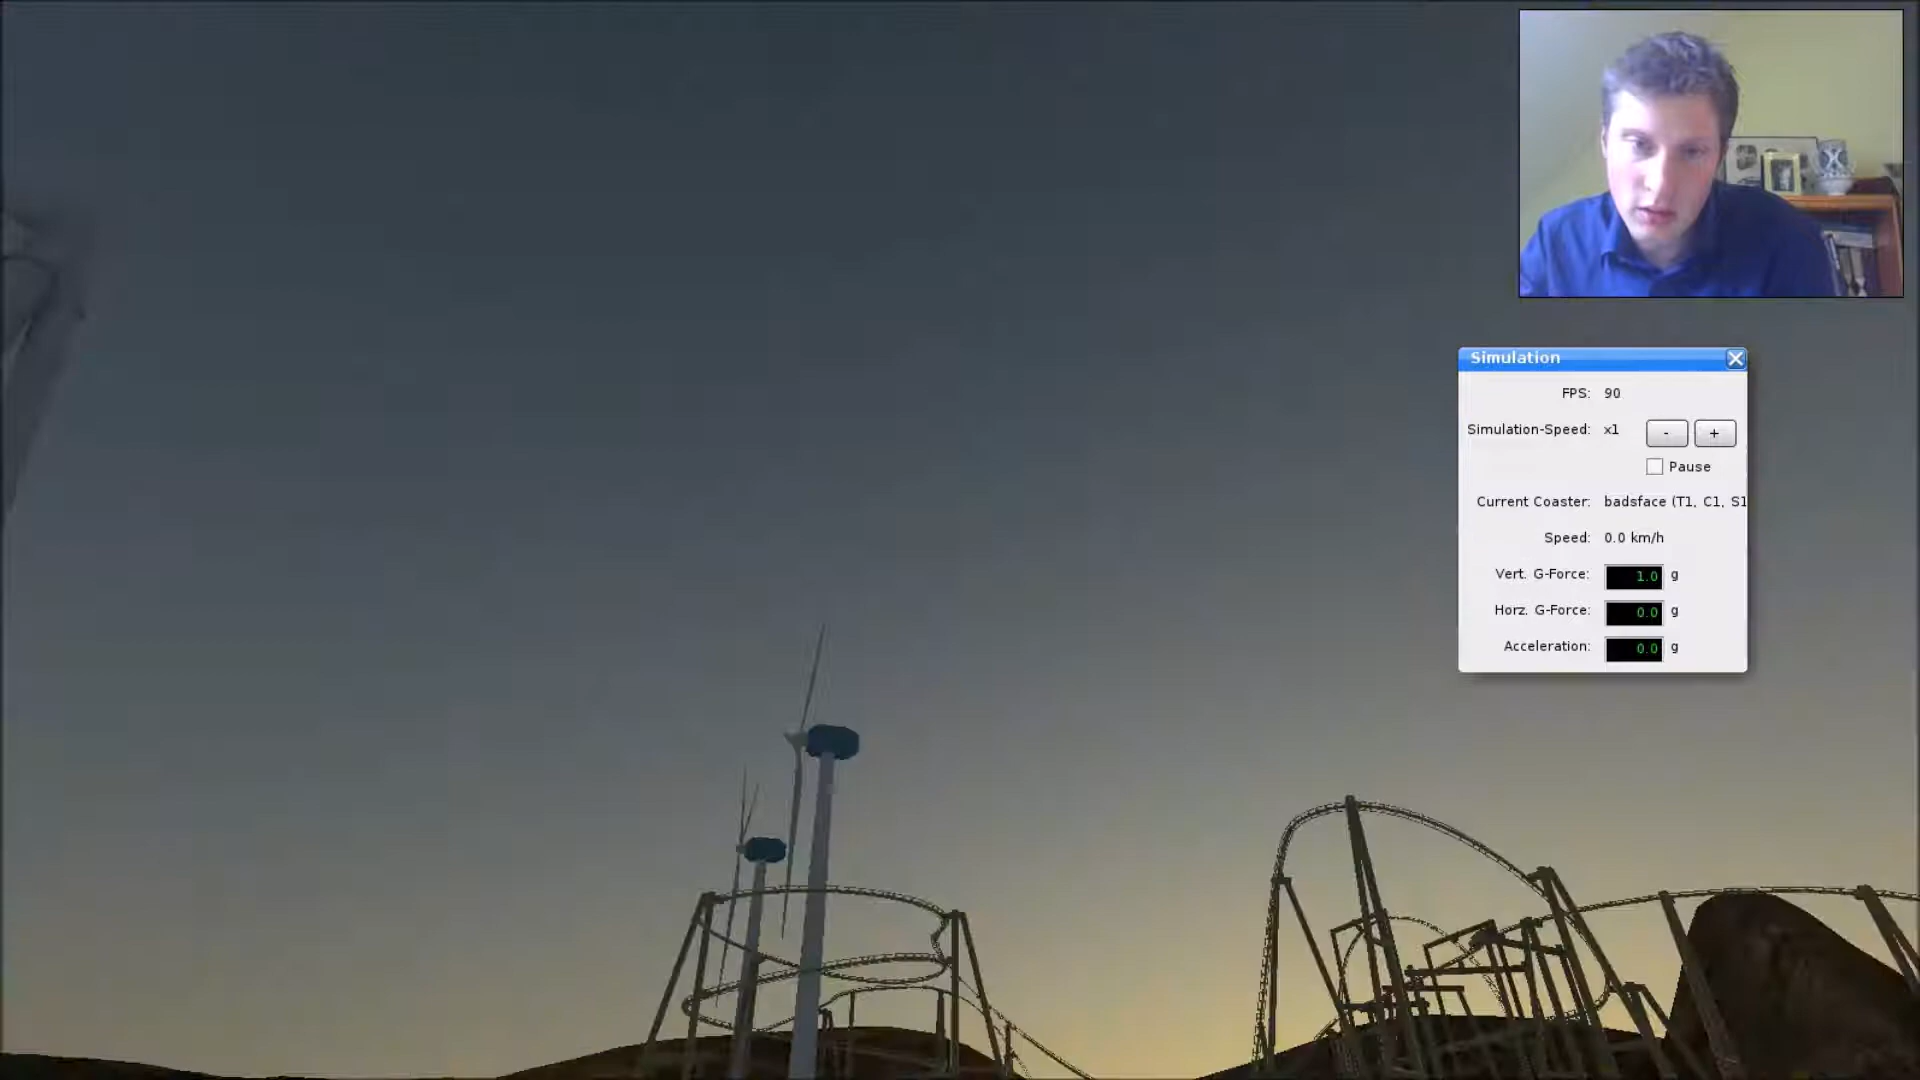 Simulation
FPS: 90
Simulation-Speed: x1 - +
Pause
Current Coaster: badsface (T1, C1, S1
Speed: 0.0 km/h
Vert. G-Force: 1.0 g
Horz. G-Force: 0.0 g
Acceleration: 0.0 g